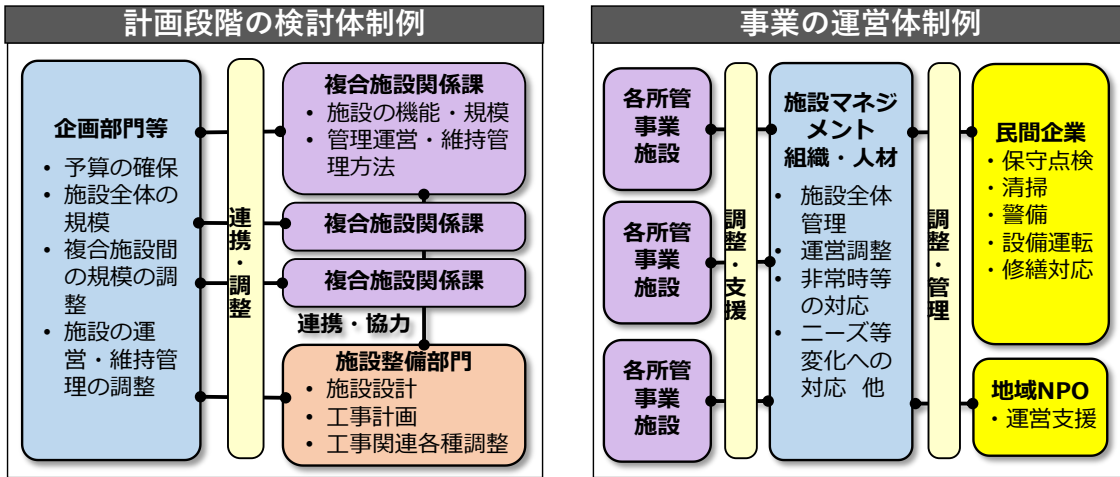 計画段階の検討体制例
企画部門等
• 予算の確保
• 施設全体の
規模
• 複合施設間
の規模の調
整
• 施設の運
営・維持管
理の調整
連携・調整
複合施設関係課
• 施設の機能・規模
• 管理運営・維持管
理方法
複合施設関係課
複合施設関係課
連携・協力
施設整備部門
• 施設設計
• 工事計画
• 工事関連各種調整
事業の運営体制例
各所管
事業
施設
各所管
事業
施設
各所管
事業
施設
調整・支援
施設マネジ
メント
組織・人材
• 施設全体
管理
• 運営調整
• 非常時等
の対応
• ニーズ等
変化への
対応 他
調整・管理
民間企業
・保守点検
・清掃
・警備
・設備運転
・修繕対応
地域NPO
・運営支援